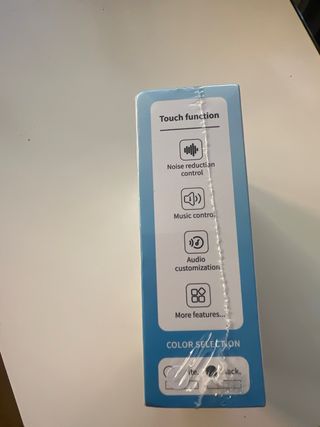 Touch function
Noise reduction
control
Music control
Audio
customization
More features...
COLOR SELECTION